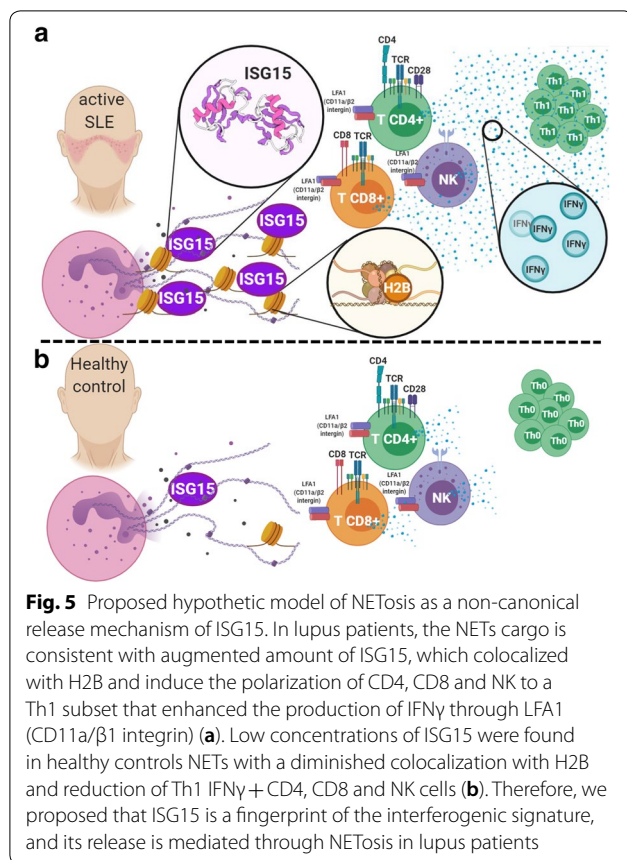 a
active
SLE
ISG15
CD4
TCR
CD28
LFA1
(CD11a/β2
intergin)
T CD4+
CD8 TCR
LFA1
(CD11a/β2
intergin)
LFA1
(CD11a/β2
intergin)
T CD8+
NK
Th1
Th1
Th1
Th1
Th1
Th1
Th1
IFNγ
IFNγ
IFNγ
IFNγ
IFNγ
IFNγ
ISG15
ISG15
ISG15
ISG15
H2B
b
Healthy
control
CD4
TCR
CD28
LFA1
(CD11a/β2
intergin)
T CD4+
CD8 TCR
LFA1
(CD11a/β2
intergin)
LFA1
(CD11a/β2
intergin)
T CD8+
NK
Th0
Th0
Th0
Th0
Th0
Th0
Th0
ISG15
Fig. 5 Proposed hypothetic model of NETosis as a non-canonical
release mechanism of ISG15. In lupus patients, the NETs cargo is
consistent with augmented amount of ISG15, which colocalized
with H2B and induce the polarization of CD4, CD8 and NK to a
Th1 subset that enhanced the production of IFNγ through LFA1
(CD11a/β1 integrin) (a). Low concentrations of ISG15 were found
in healthy controls NETs with a diminished colocalization with H2B
and reduction of Th1 IFNγ + CD4, CD8 and NK cells (b). Therefore, we
proposed that ISG15 is a fingerprint of the interferogenic signature,
and its release is mediated through NETosis in lupus patients